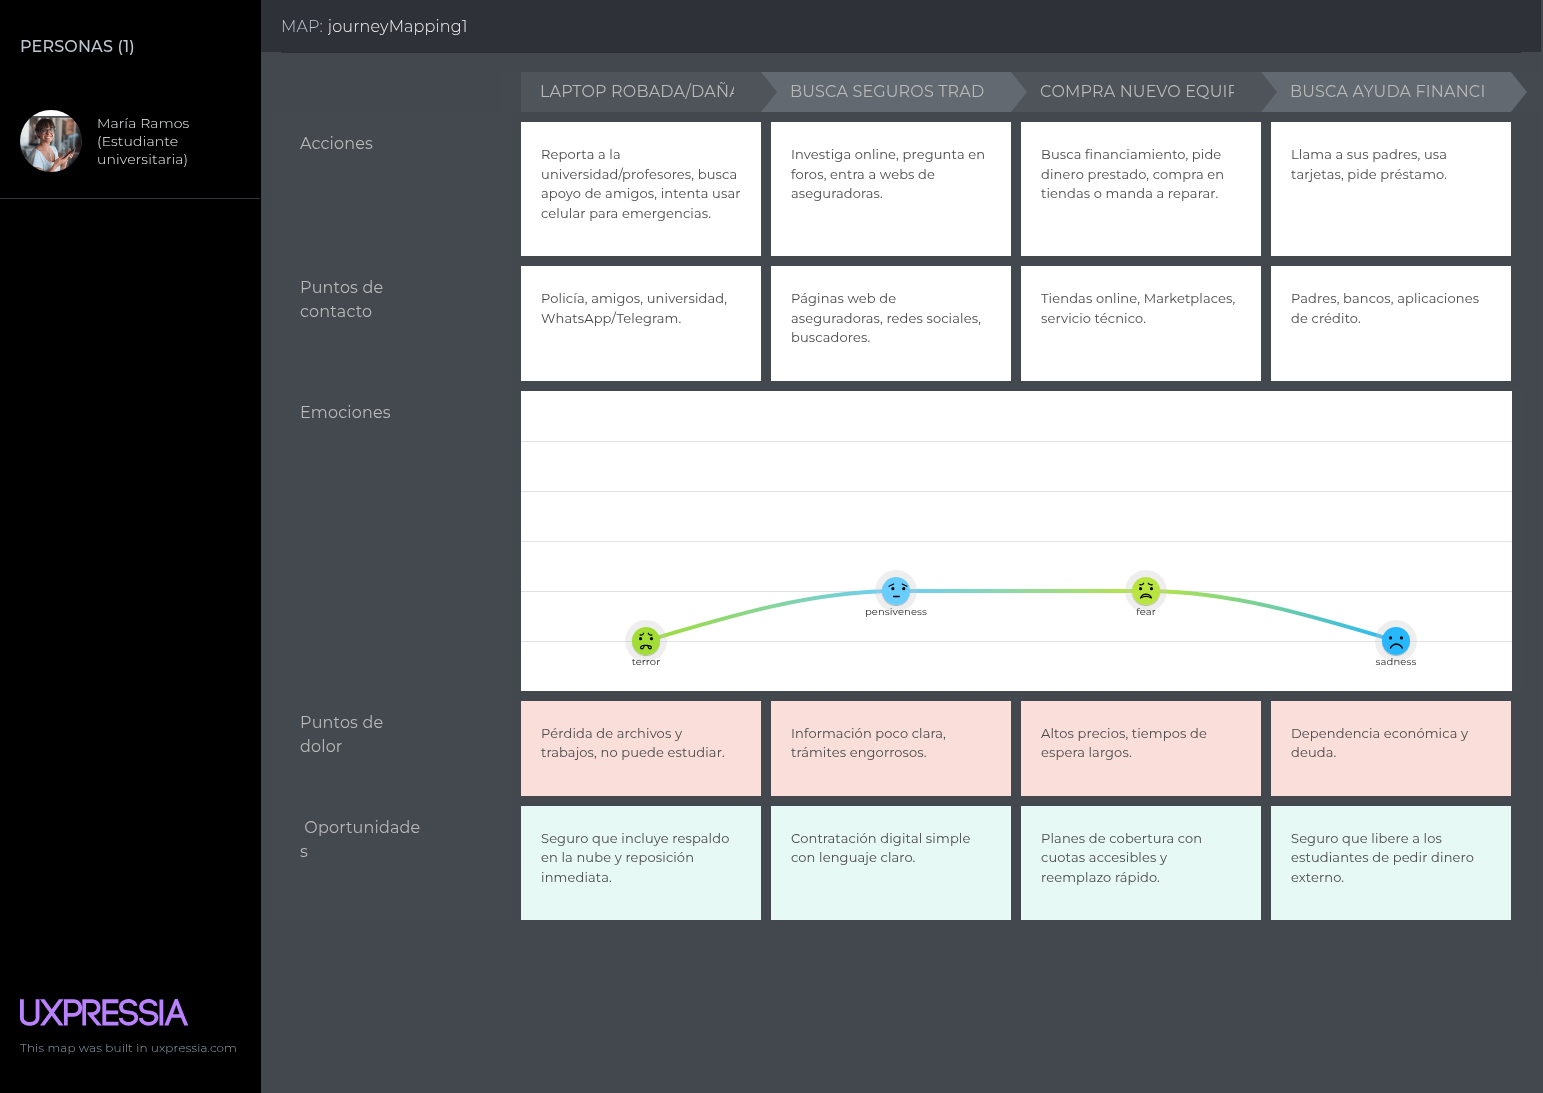 PERSONAS (1)
María Ramos
(Estudiante
universitaria)
MAP: journeyMapping1
LAPTOP ROBADA/DAÑA
BUSCA SEGUROS TRAD
COMPRA NUEVO EQUIP
BUSCA AYUDA FINANCI
Acciones
Reporta a la
universidad/profesores, busca
apoyo de amigos, intenta usar
celular para emergencias.
Investiga online, pregunta en
foros, entra a webs de
aseguradoras.
Busca financiamiento, pide
dinero prestado, compra en
tiendas o manda a reparar.
Llama a sus padres, usa
tarjetas, pide préstamo.
Puntos de
contacto
Policía, amigos, universidad,
WhatsApp/Telegram.
Páginas web de
aseguradoras, redes sociales,
buscadores.
Tiendas online, Marketplaces,
servicio técnico.
Padres, bancos, aplicaciones
de crédito.
Emociones
terror
pensiveness
fear
sadness
Puntos de
dolor
Pérdida de archivos y
trabajos, no puede estudiar.
Información poco clara,
trámites engorrosos.
Altos precios, tiempos de
espera largos.
Dependencia económica y
deuda.
Oportunidade
s
Seguro que incluye respaldo
en la nube y reposición
inmediata.
Contratación digital simple
con lenguaje claro.
Planes de cobertura con
cuotas accesibles y
reemplazo rápido.
Seguro que libere a los
estudiantes de pedir dinero
externo.
UXPRESSIA
This map was built in uxpressia.com